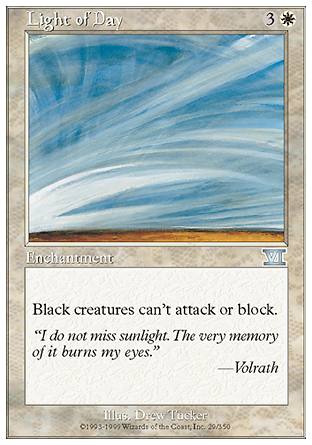 Light of Day 3
Enchantment VI
Black creatures can't attack or block.
“I do not miss sunlight. The very memory
of it burns my eyes.”
—Volrath
Illus. Drew Tucker
©1993-1999 Wizards of the Coast, Inc. 29/350